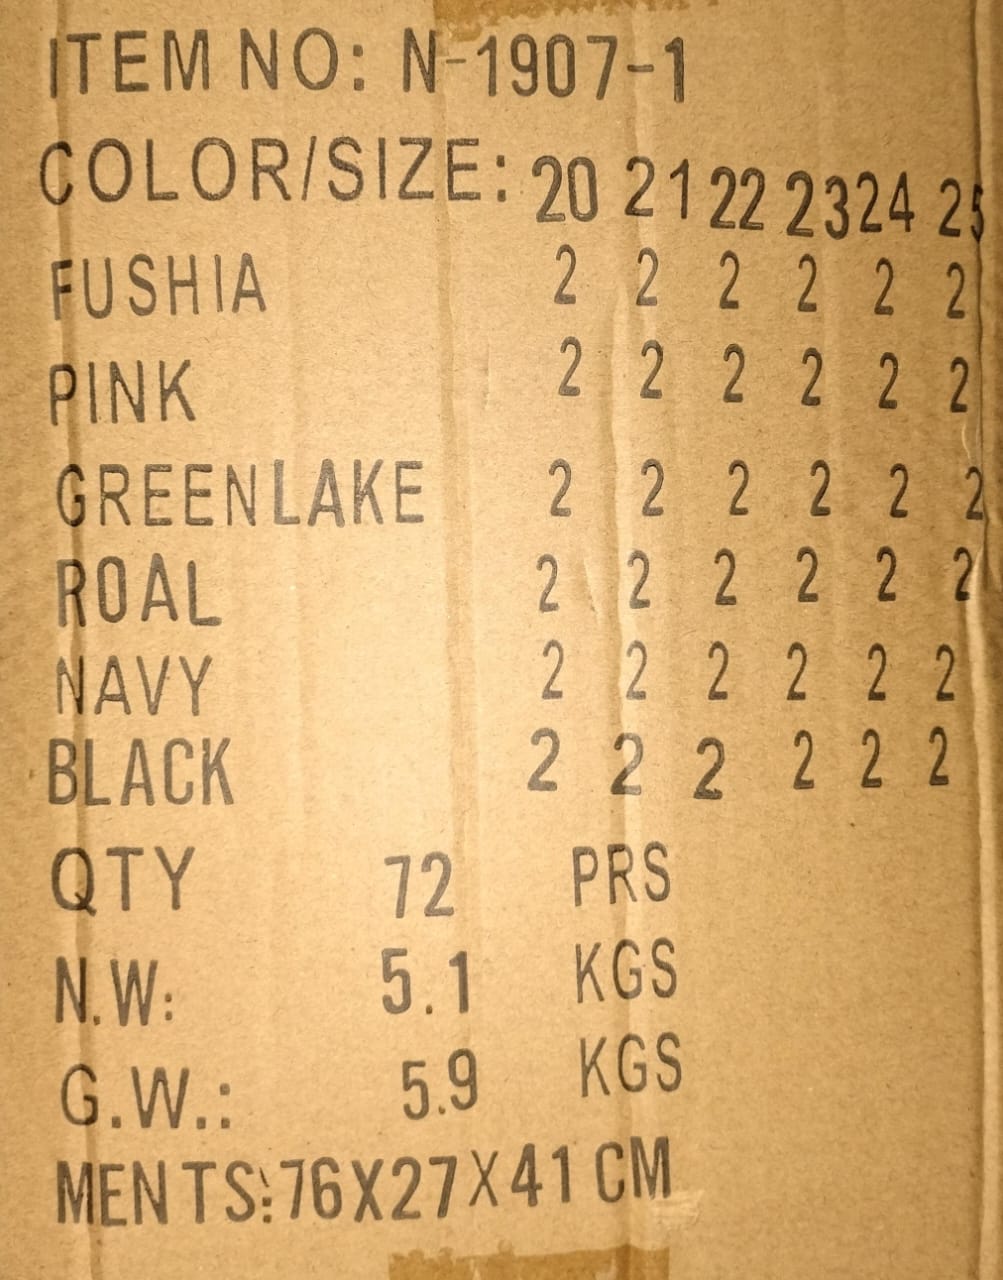 ITEM NO: N-1907-1
COLOR/SIZE: 20 21 22 23 24 25
FUSHIA 2 2 2 2 2 2
PINK 2 2 2 2 2 2
GREENLAKE 2 2 2 2 2 2
ROAL 2 2 2 2 2 2
NAVY 2 2 2 2 2 2
BLACK 2 2 2 2 2 2
QTY 72 PRS
N.W: 5.1 KGS
G.W.: 5.9 KGS
MENTS:76X27X41 CM